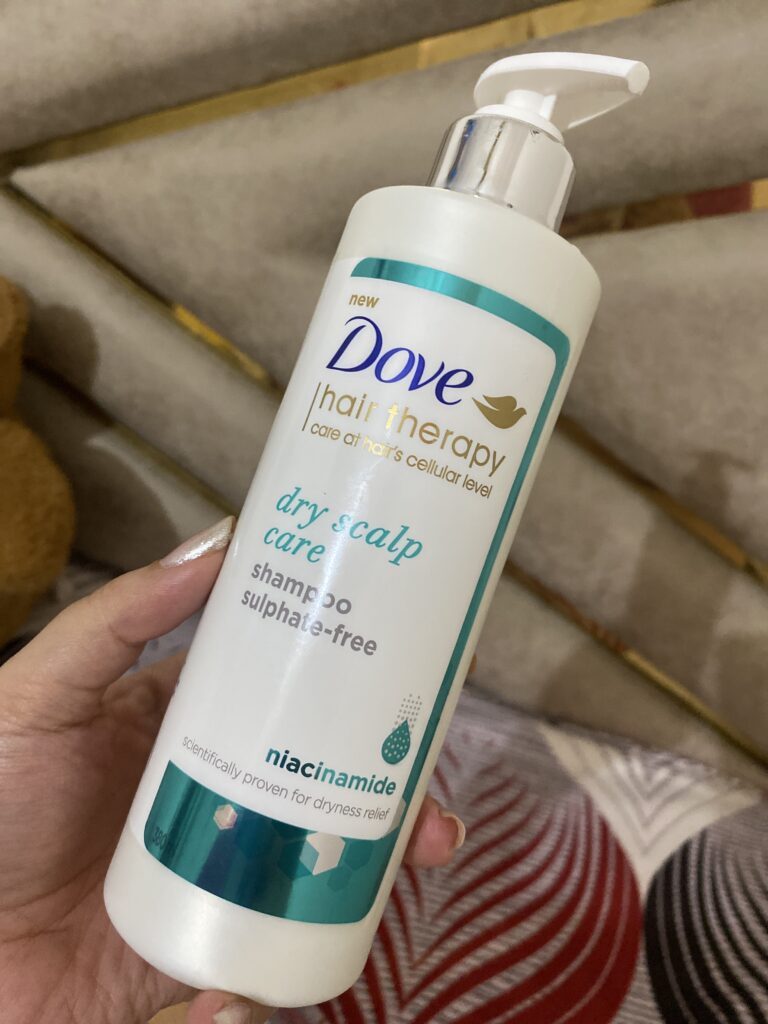 new
Dove
hair therapy
care at hair's cellular level
dry scalp
care
shampoo
sulphate-free
niacinamide
scientifically proven for dryness relief